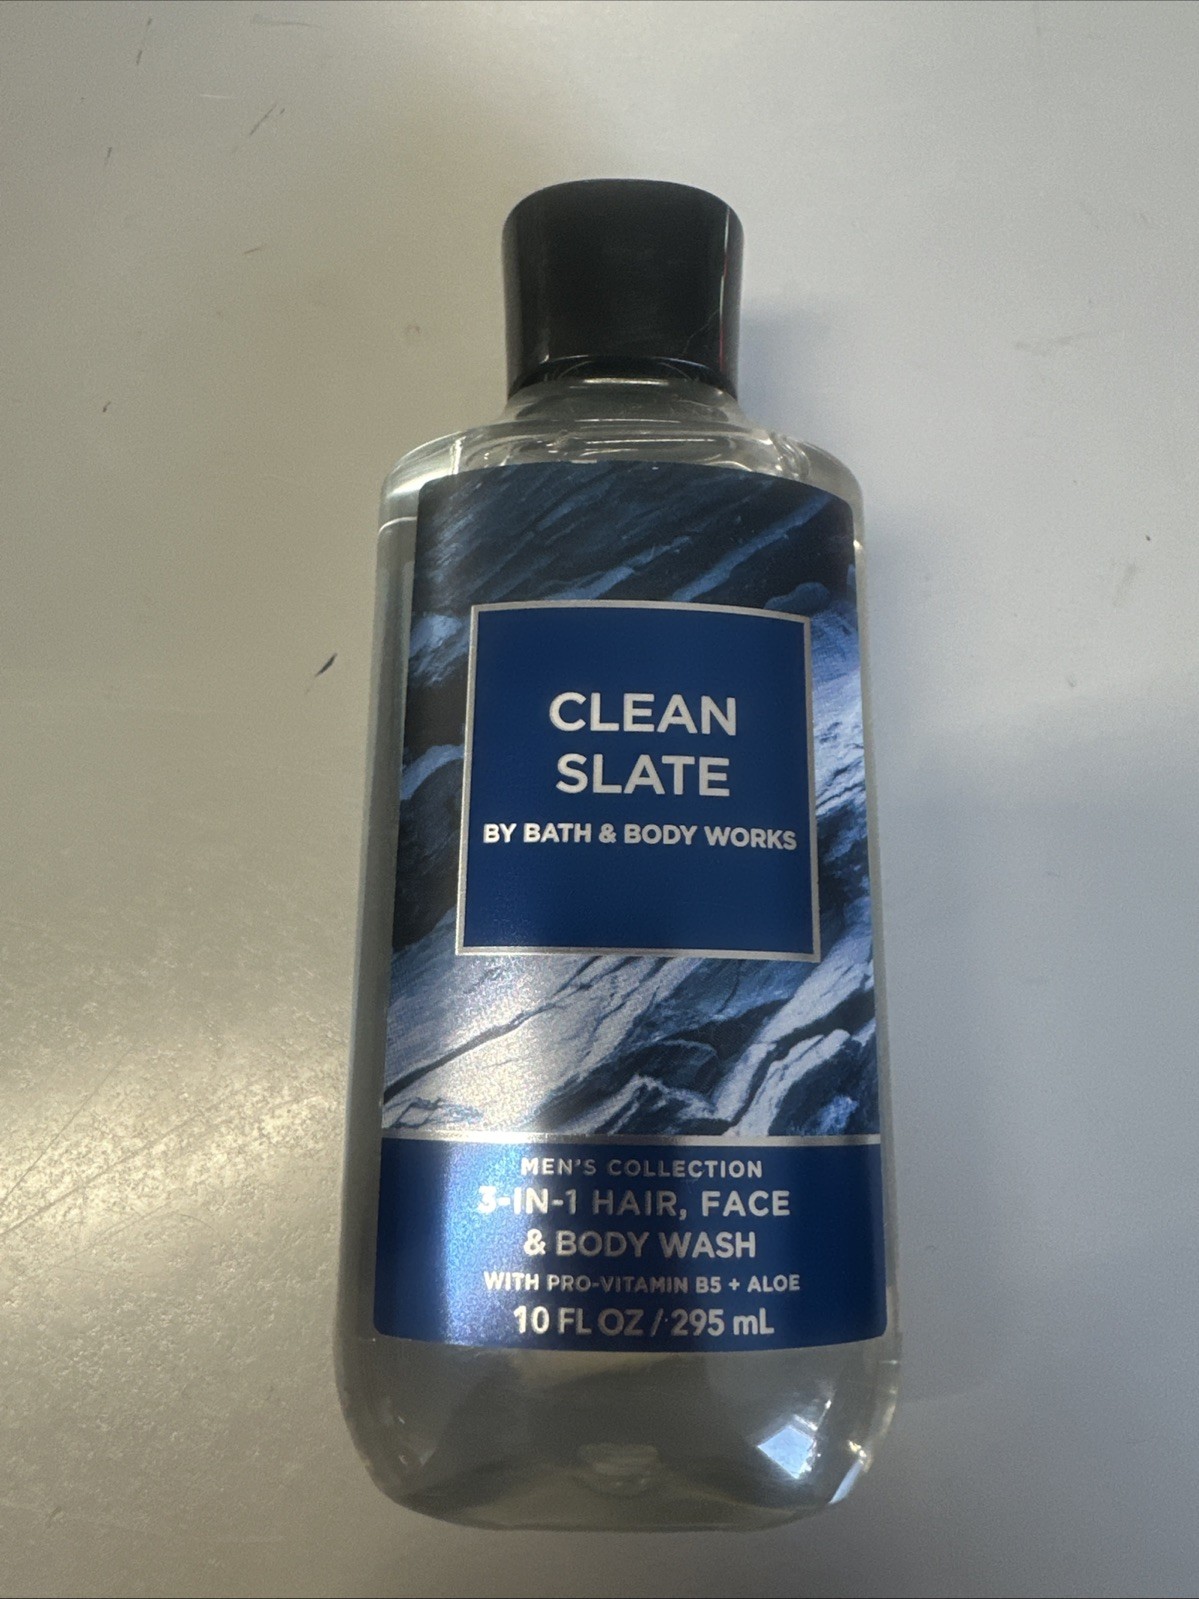 CLEAN
SLATE
BY BATH & BODY WORKS
MEN'S COLLECTION
3-IN-1 HAIR, FACE
& BODY WASH
WITH PRO-VITAMIN B5 + ALOE
10 FL OZ / 295 mL